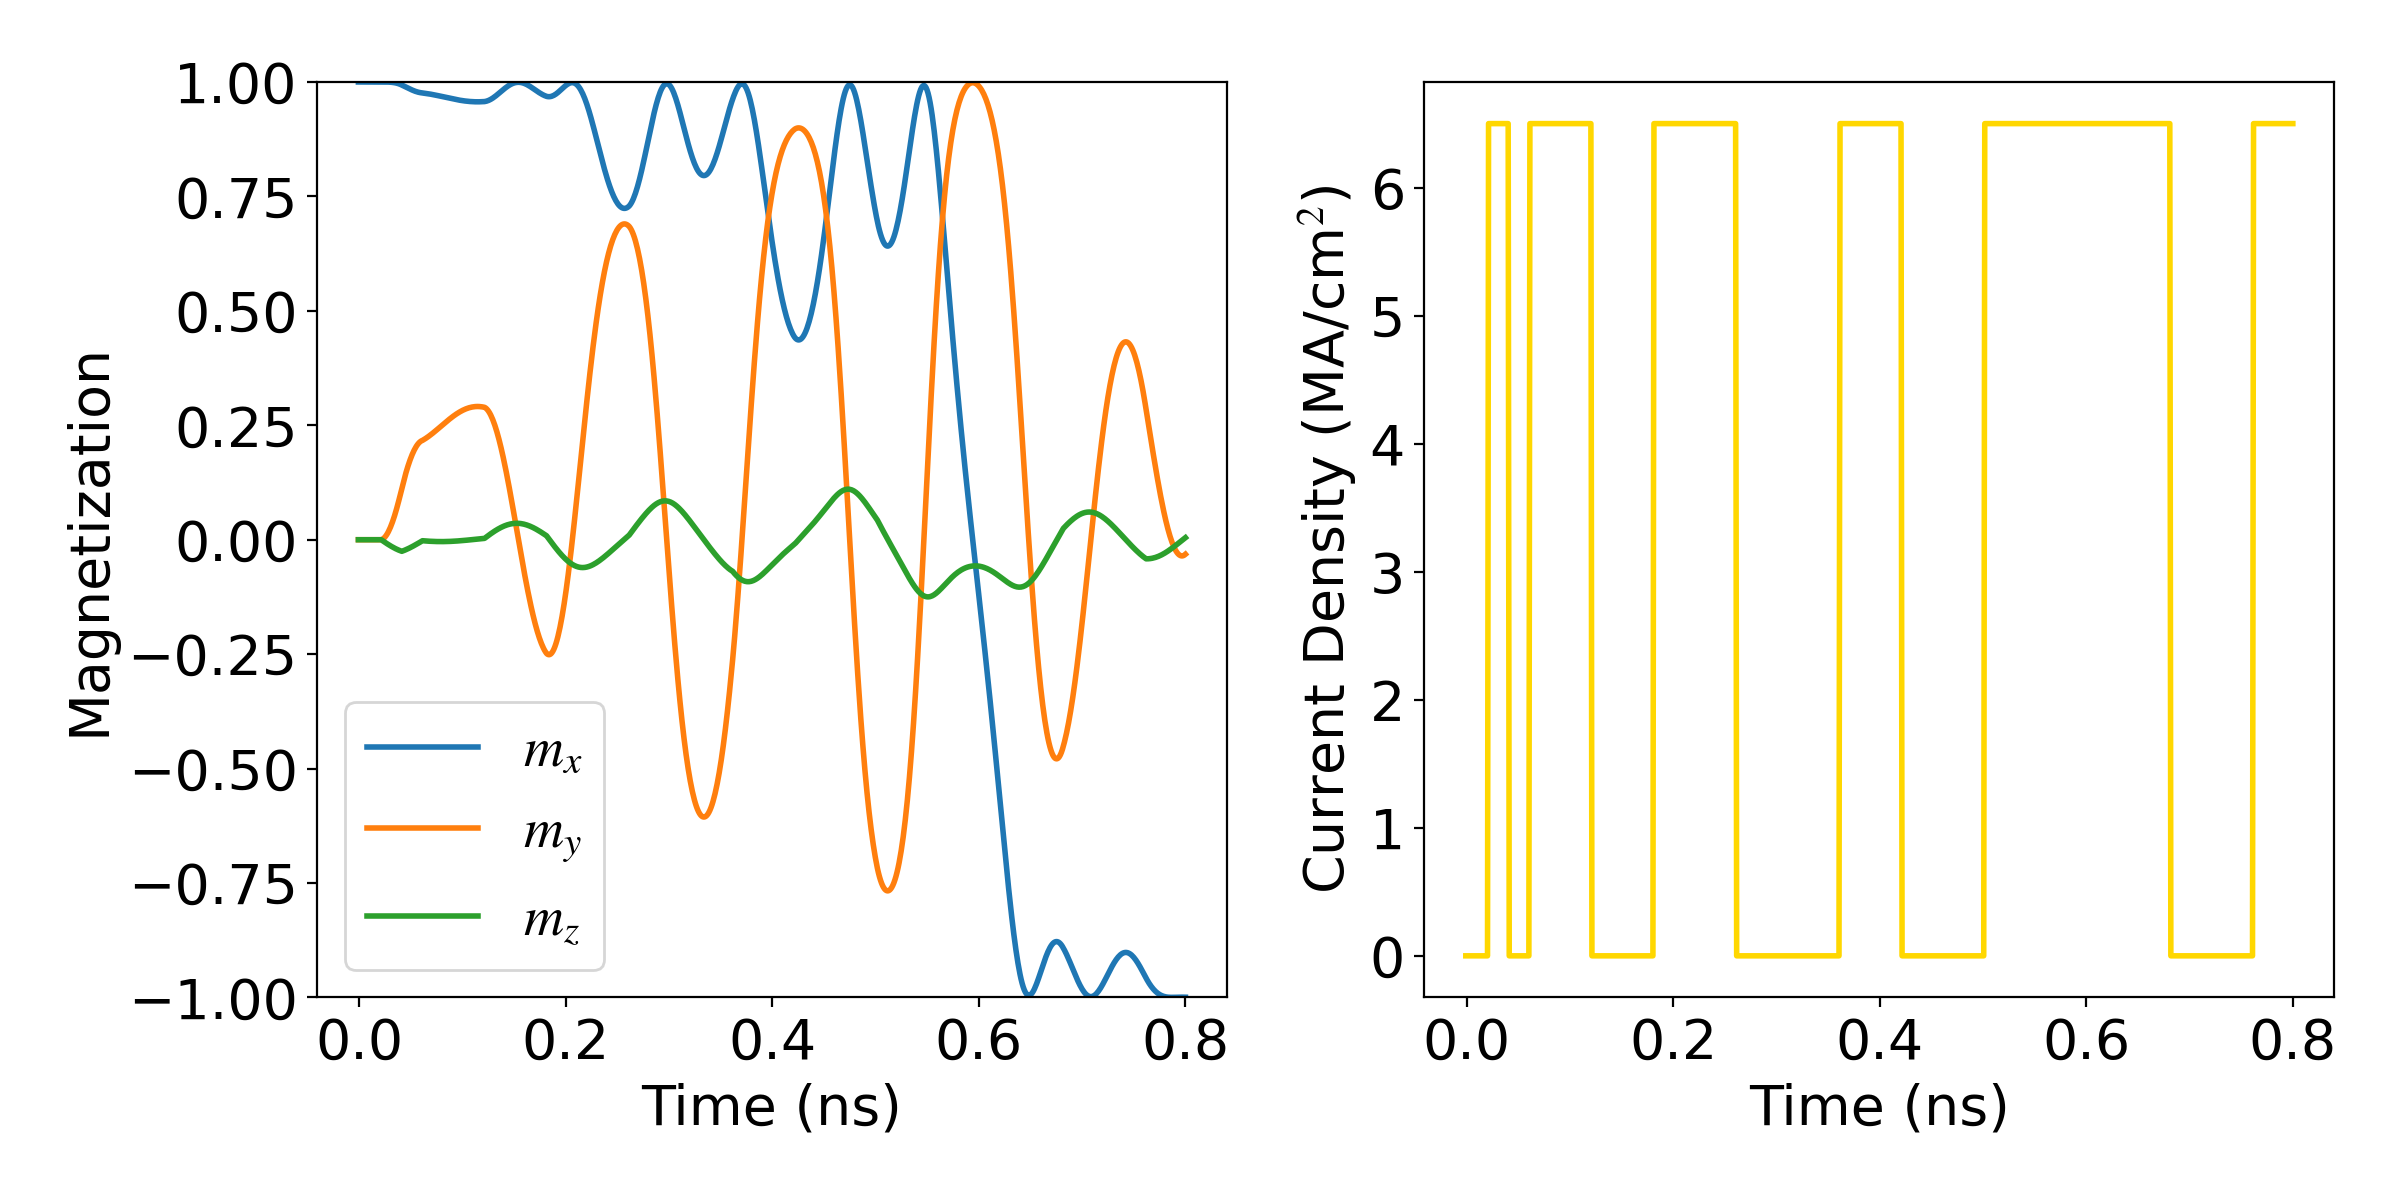 1.00
0.75
0.50
0.25
0.00
−0.25
−0.50
−0.75
−1.00
Magnetization
m_x
m_y
m_z
0.0 0.2 0.4 0.6 0.8
Time (ns)
6
5
4
3
2
1
0
Current Density (MA/cm²)
0.0 0.2 0.4 0.6 0.8
Time (ns)